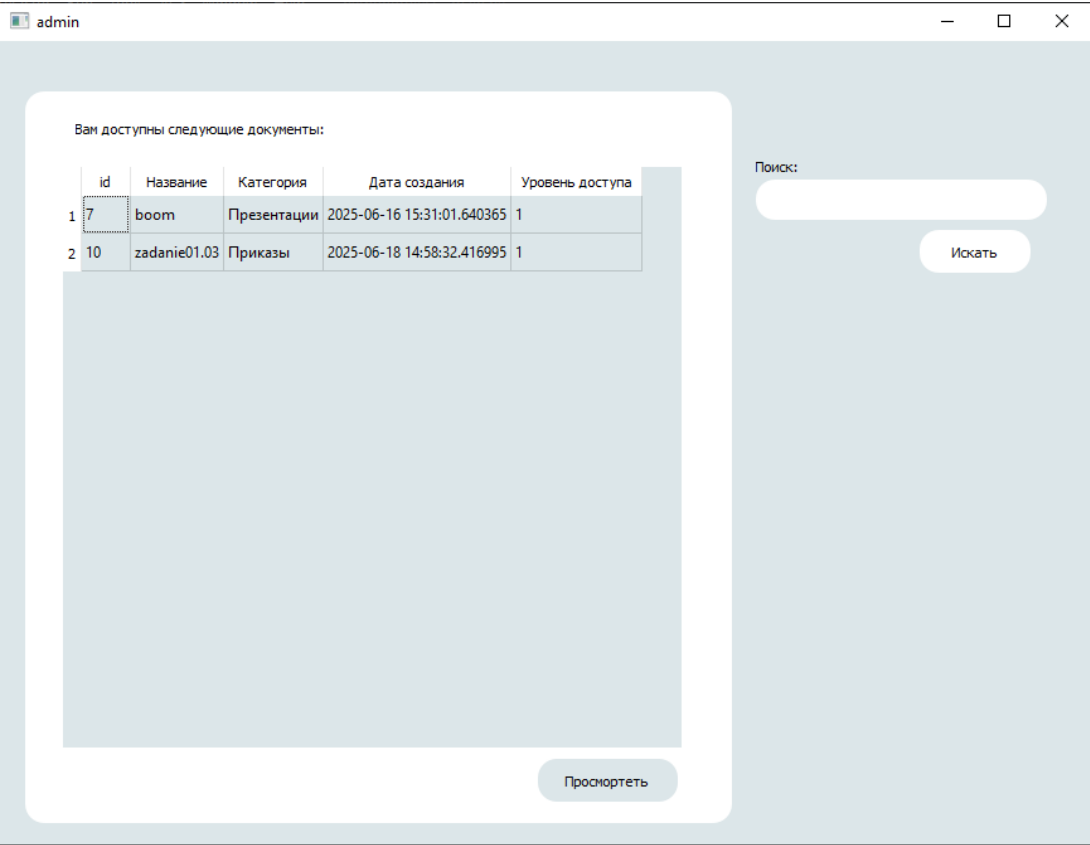 admin
Вам доступны следующие документы:
id Название Категория Дата создания Уровень доступа
1 7 boom Презентации 2025-06-16 15:31:01.640365 1
2 10 zadanie01.03 Приказы 2025-06-18 14:58:32.416995 1
Поиск:
Искать
Просмортеть